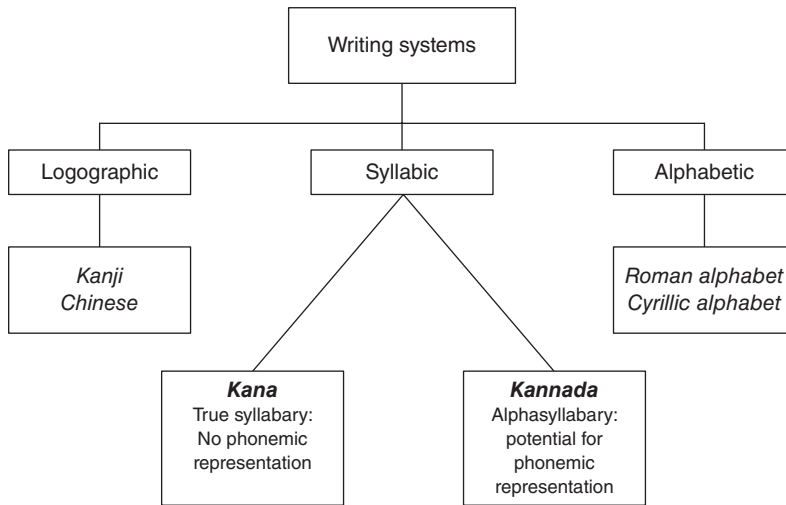 Writing systems
Logographic
Syllabic
Alphabetic
Kanji
Chinese
Roman alphabet
Cyrillic alphabet
Kana
True syllabary:
No phonemic
representation
Kannada
Alphasyllabary:
potential for
phonemic
representation